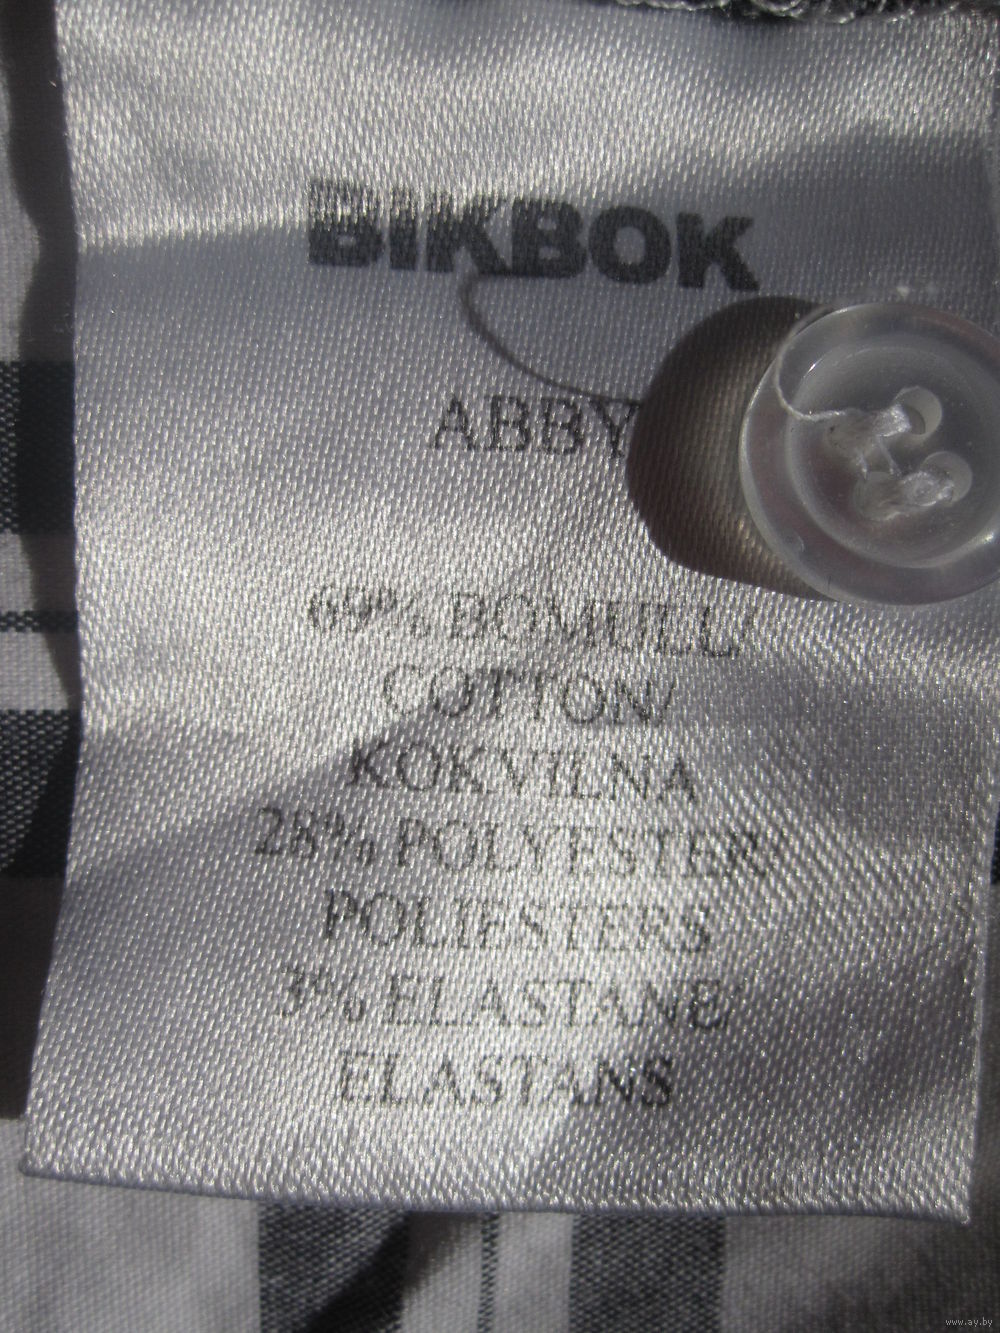 BIKBOK
ABBY
69% BOMULL/
COTTON/
KOKVILNA
28% POLYESTER/
POLIESTERS
3% ELASTANE/
ELASTANS
www.ay.by